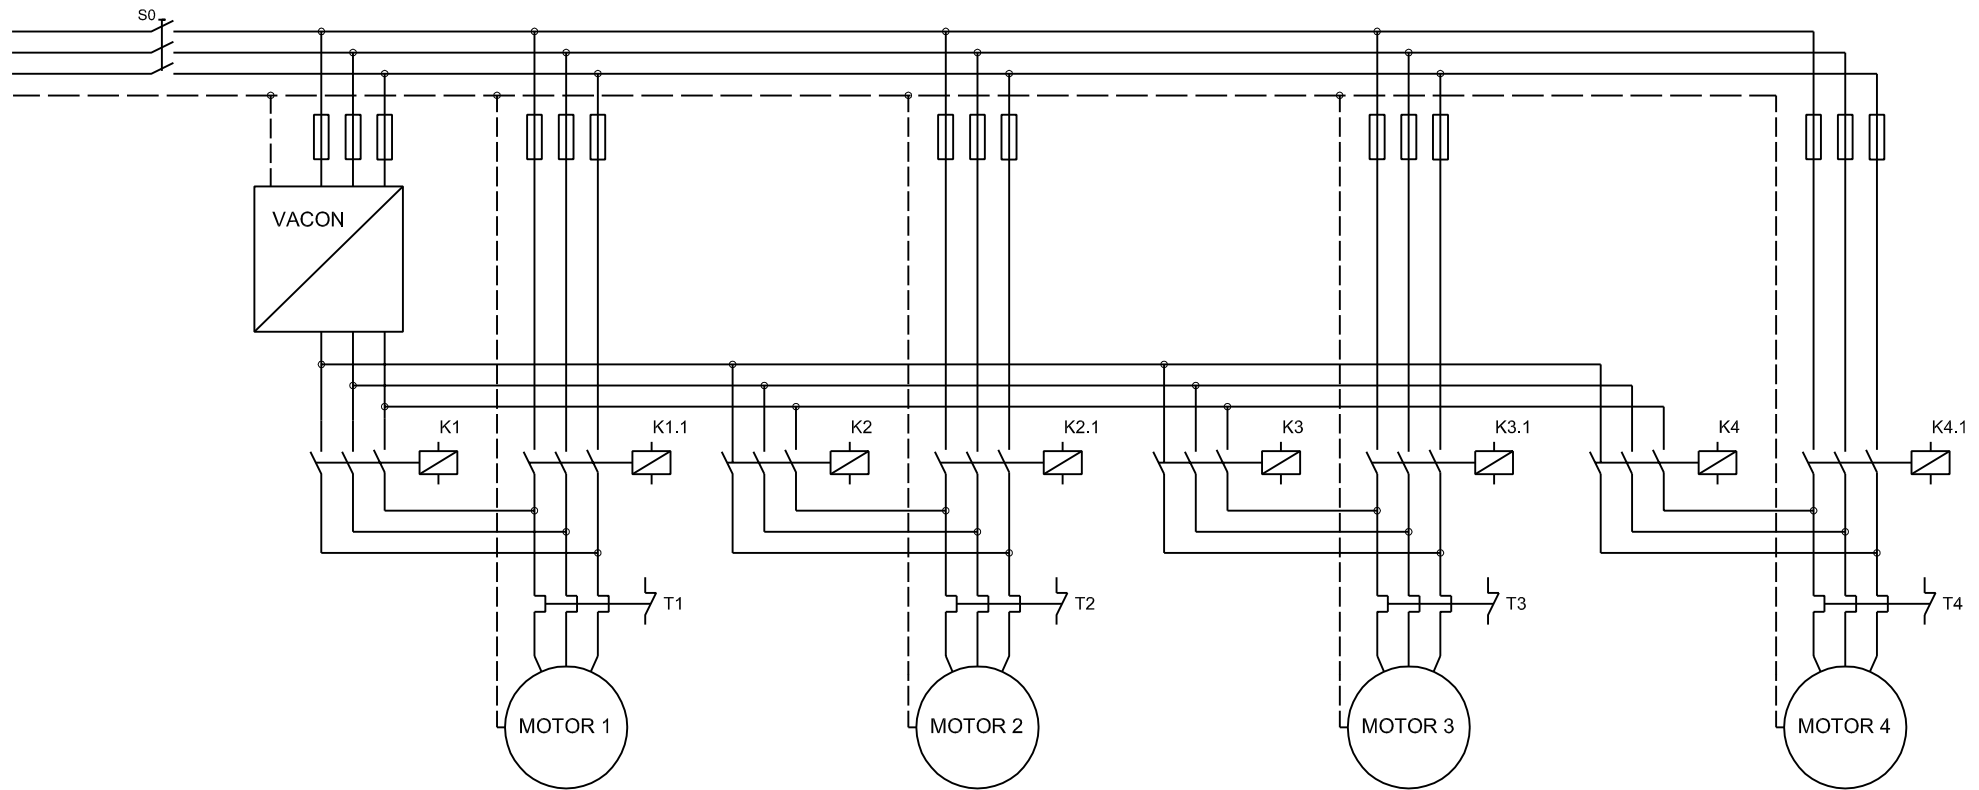 S0
VACON
K1
K1.1
K2
K2.1
K3
K3.1
K4
K4.1
T1
T2
T3
T4
MOTOR 1
MOTOR 2
MOTOR 3
MOTOR 4